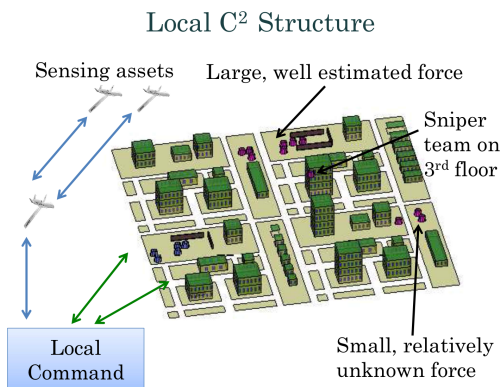 Local C² Structure
Sensing assets
Large, well estimated force
Sniper
team on
3rd floor
Local
Command
Small, relatively
unknown force